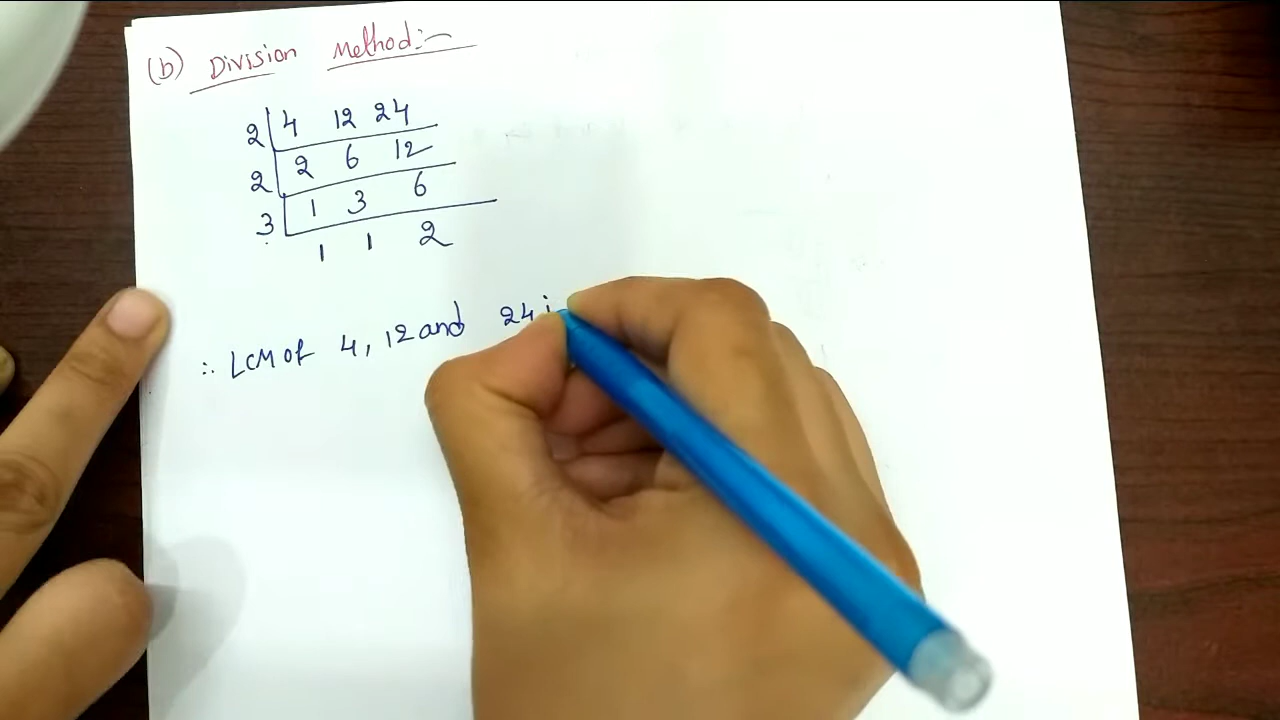 (b) Division Method:-
2 4 12 24
2 2 6 12
3 1 3 6
1 1 2
∴ LCM of 4, 12 and 24